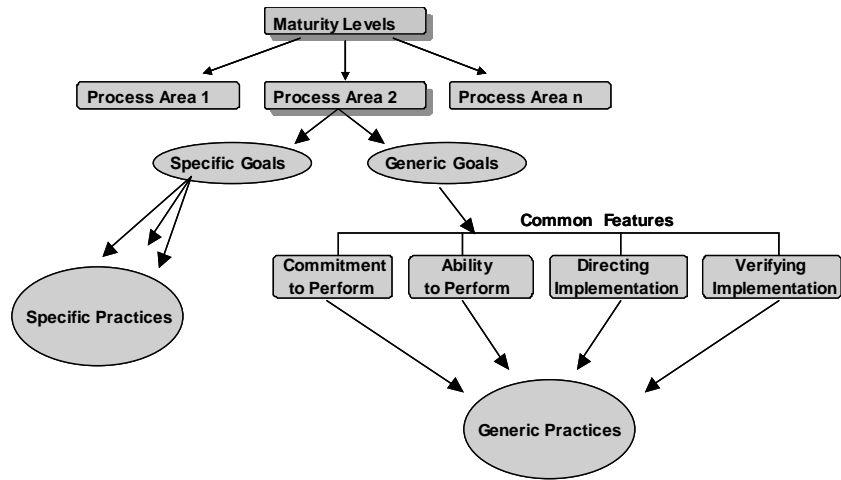 Maturity Levels
Process Area 1
Process Area 2
Process Area n
Specific Goals
Generic Goals
Common Features
Commitment
to Perform
Ability
to Perform
Directing
Implementation
Verifying
Implementation
Specific Practices
Generic Practices